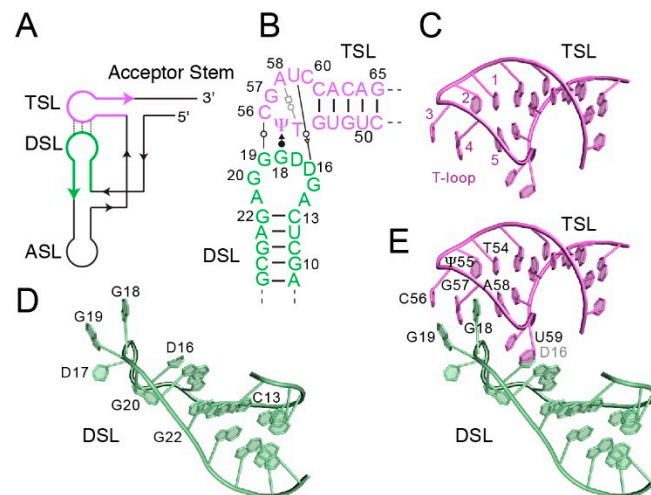 A
Acceptor Stem
TSL
3'
5'
DSL
ASL
B
TSL
58
60
65
A U C
C A C A G
57
G
56
C
Ψ T
G U G U C
50
19
G G D D
16
18
20
G
G
A
A
22
G C
13
A U
G C
C G
G A
10
DSL
C
TSL
1
2
3
4
5
T-loop
D
G18
G19
D16
D17
G20
C13
G22
DSL
E
TSL
T54
Ψ55
C56
G57
A58
G18
G19
U59
D16
DSL